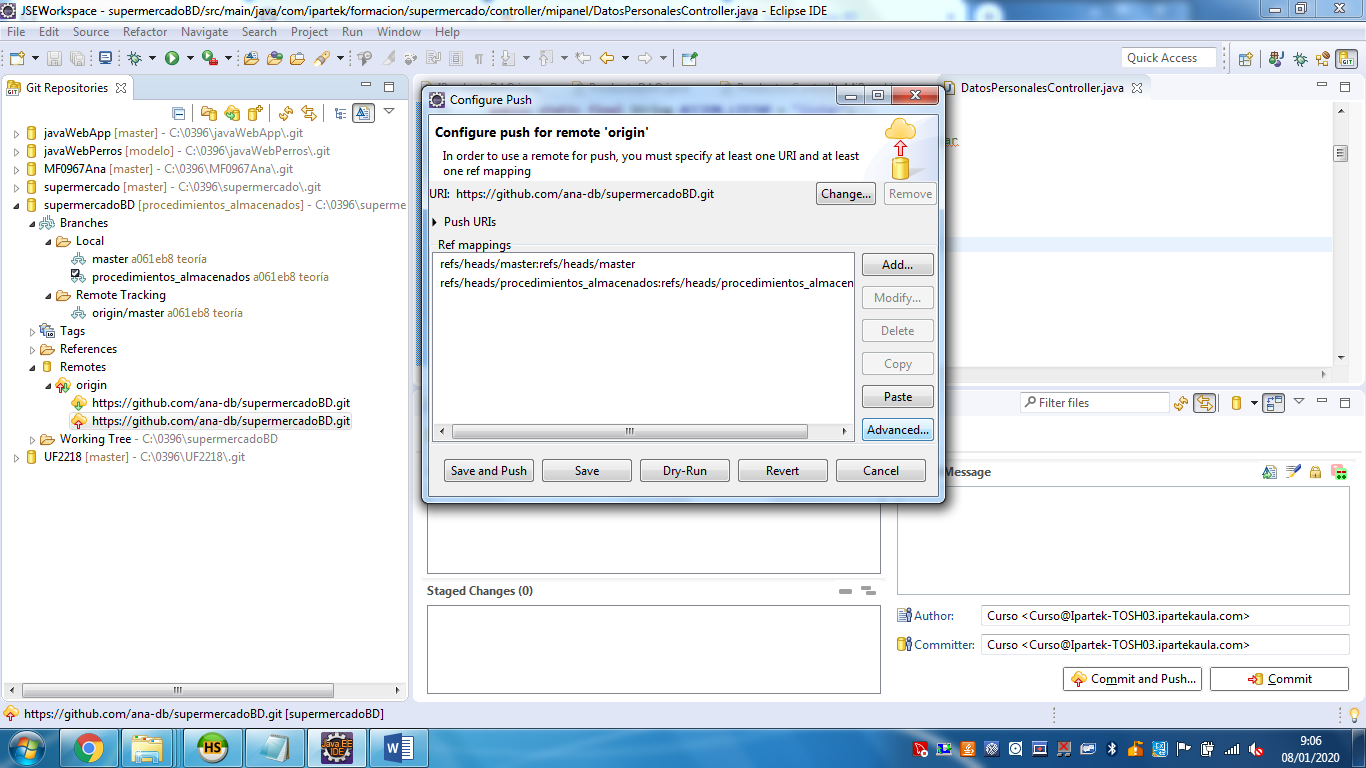 JSEWorkspace - supermercadoBD/src/main/java/com/ipartek/formacion/supermercado/controller/mipanel/DatosPersonalesController.java - Eclipse IDE
File Edit Source Refactor Navigate Search Project Run Window Help
Quick Access
Git Repositories
javaWebApp [master] - C:\0396\javaWebApp\.git
javaWebPerros [modelo] - C:\0396\javaWebPerros\.git
MF0967Ana [master] - C:\0396\MF0967Ana\.git
supermercado [master] - C:\0396\supermercado\.git
supermercadoBD [procedimientos_almacenados] - C:\0396\superme
Branches
Local
master a061eb8 teoría
procedimientos_almacenados a061eb8 teoría
Remote Tracking
origin/master a061eb8 teoría
Tags
References
Remotes
origin
https://github.com/ana-db/supermercadoBD.git
https://github.com/ana-db/supermercadoBD.git
Working Tree - C:\0396\supermercadoBD
UF2218 [master] - C:\0396\UF2218\.git
DatosPersonalesController.java
Configure Push
Configure push for remote 'origin'
In order to use a remote for push, you must specify at least one URI and at least
one ref mapping
URI: https://github.com/ana-db/supermercadoBD.git
Change...
Remove
Push URIs
Ref mappings
refs/heads/master:refs/heads/master
refs/heads/procedimientos_almacenados:refs/heads/procedimientos_almacen
Add...
Modify...
Delete
Copy
Paste
Advanced...
Save and Push
Save
Dry-Run
Revert
Cancel
Filter files
Message
Staged Changes (0)
Author: Curso <Curso@Ipartek-TOSH03.ipartekaula.com>
Committer: Curso <Curso@Ipartek-TOSH03.ipartekaula.com>
Commit and Push...
Commit
https://github.com/ana-db/supermercadoBD.git [supermercadoBD]
GIT
HS
Java EE
IDE
W
9:06
08/01/2020